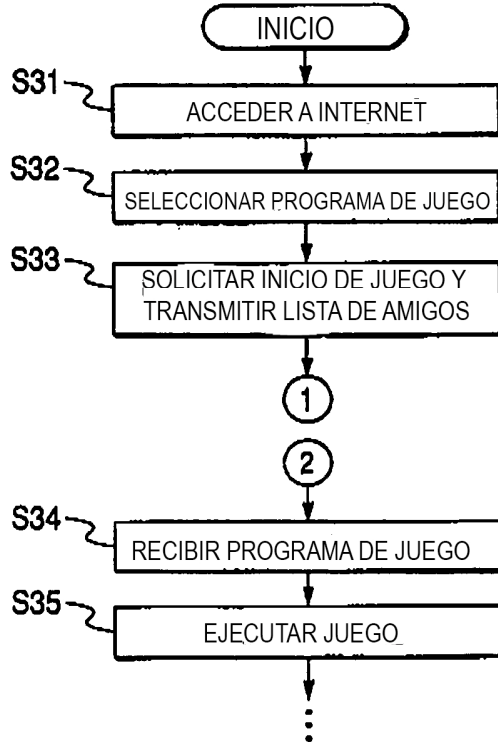 INICIO
S31
ACCEDER A INTERNET
S32
SELECCIONAR PROGRAMA DE JUEGO
S33
SOLICITAR INICIO DE JUEGO Y
TRANSMITIR LISTA DE AMIGOS
1
2
S34
RECIBIR PROGRAMA DE JUEGO
S35
EJECUTAR JUEGO